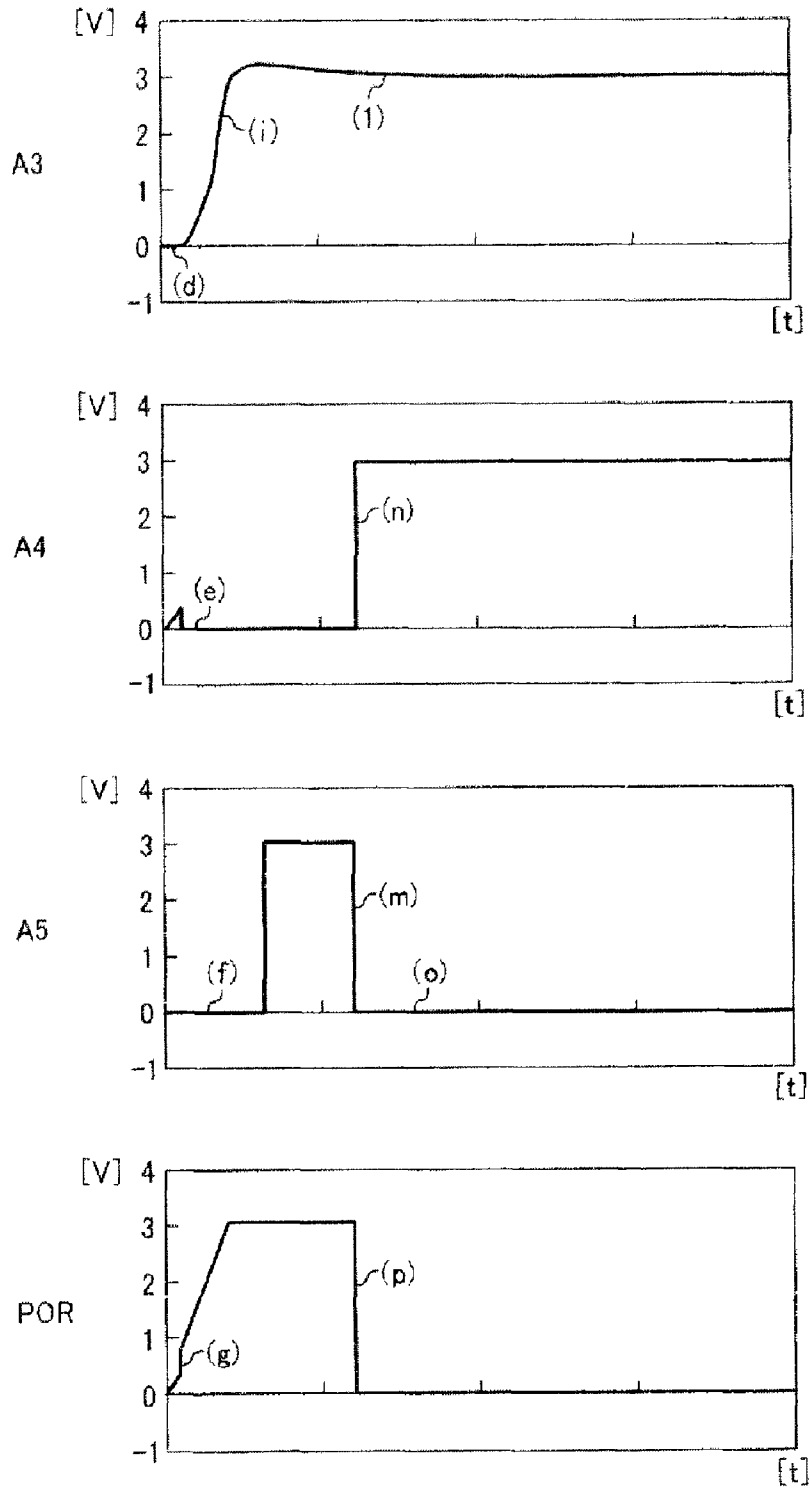 [V] 4
3
2
A3
1
0
-1
(i)
(1)
(d)
[t]
[V] 4
3
2
A4
1
0
-1
(n)
(e)
[t]
[V] 4
3
2
A5
1
0
-1
(m)
(f)
(o)
[t]
[V] 4
3
2
POR
1
0
-1
(p)
(g)
[t]